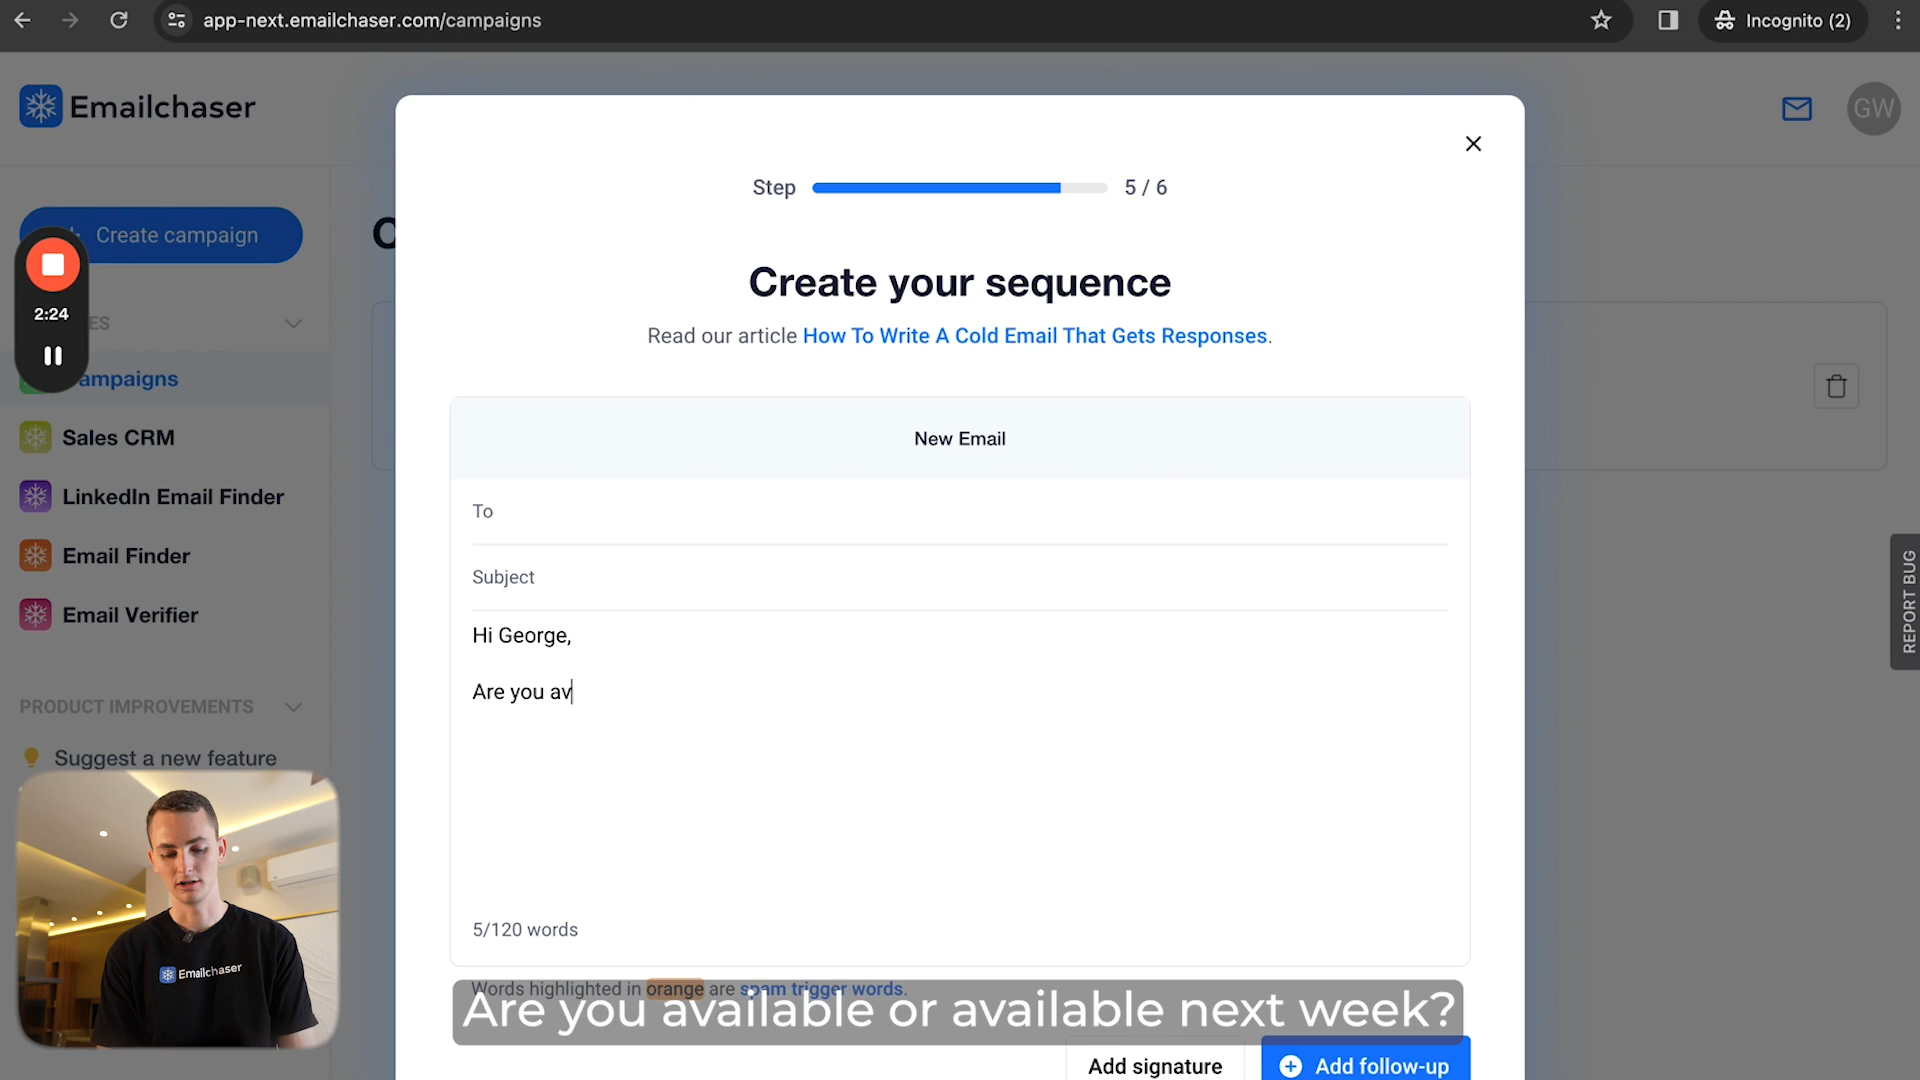 app-next.emailchaser.com/campaigns
Incognito (2)
Emailchaser
GW
Create campaign
2:24
ES
ampaigns
Sales CRM
LinkedIn Email Finder
Email Finder
Email Verifier
PRODUCT IMPROVEMENTS
Suggest a new feature
Emailchaser
C
Step
5 / 6
Create your sequence
Read our article How To Write A Cold Email That Gets Responses.
New Email
To
Subject
Hi George,
Are you av
5/120 words
Words highlighted in orange are spam trigger words.
Are you available or available next week?
Add signature
Add follow-up
REPORT BUG